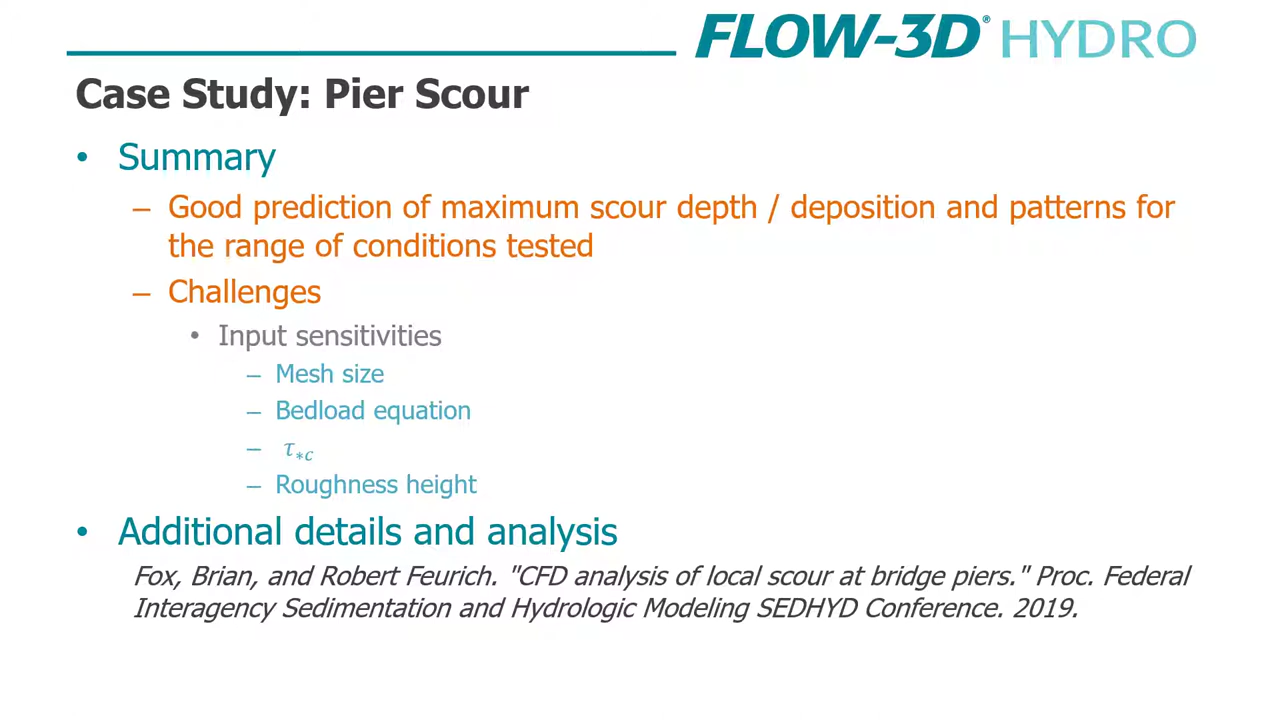 FLOW-3D® HYDRO
Case Study: Pier Scour
• Summary
– Good prediction of maximum scour depth / deposition and patterns for
the range of conditions tested
– Challenges
• Input sensitivities
– Mesh size
– Bedload equation
– τ*c
– Roughness height
• Additional details and analysis
Fox, Brian, and Robert Feurich. "CFD analysis of local scour at bridge piers." Proc. Federal
Interagency Sedimentation and Hydrologic Modeling SEDHYD Conference. 2019.